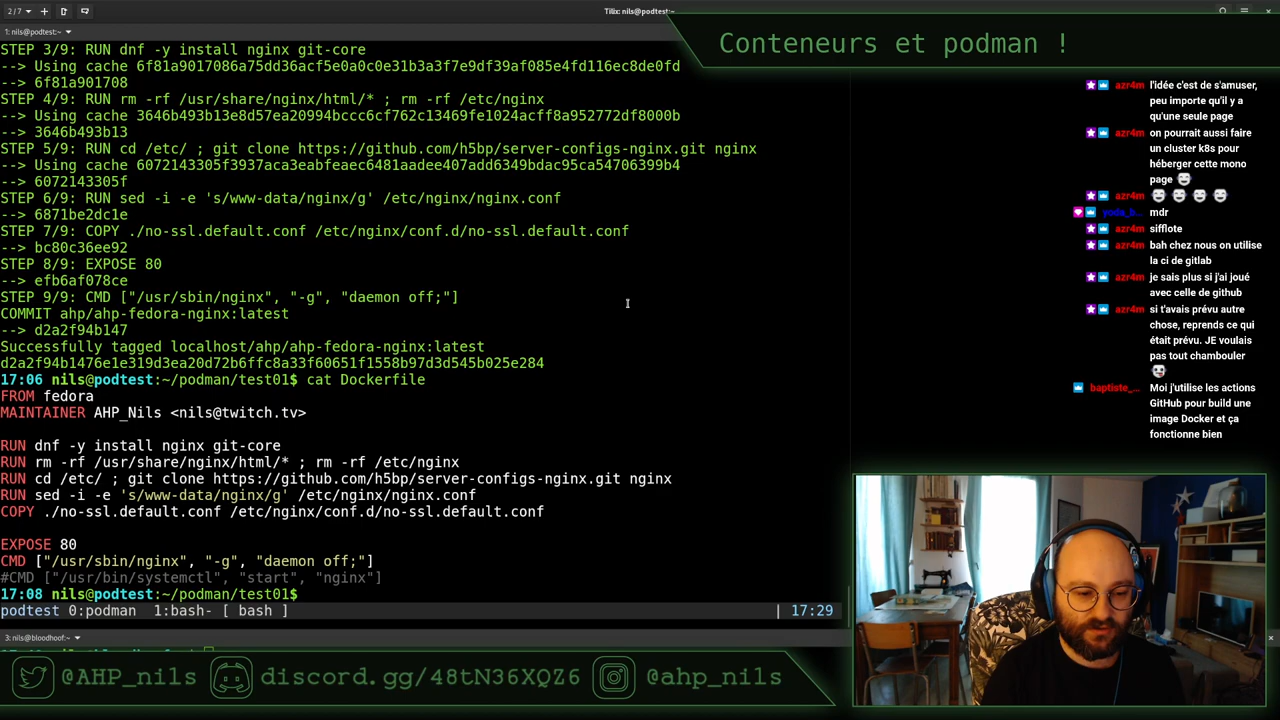 2/7
Tilix: nils@podtest:~
1: nils@podtest:~
Conteneurs et podman !
STEP 3/9: RUN dnf -y install nginx git-core
--> Using cache 6f81a9017086a75dd36acf5e0a0c0e31b3a3f7e9df39af085e4fd116ec8de0fd
--> 6f81a901708
STEP 4/9: RUN rm -rf /usr/share/nginx/html/* ; rm -rf /etc/nginx
--> Using cache 3646b493b13e8d57ea20994bccc6cf762c13469fe1024acff8a952772df8000b
--> 3646b493b13
STEP 5/9: RUN cd /etc/ ; git clone https://github.com/h5bp/server-configs-nginx.git nginx
--> Using cache 6072143305f3937aca3eabfeaec6481aadee407add6349bdac95ca54706399b4
--> 6072143305f
STEP 6/9: RUN sed -i -e 's/www-data/nginx/g' /etc/nginx/nginx.conf
--> 6871be2dc1e
STEP 7/9: COPY ./no-ssl.default.conf /etc/nginx/conf.d/no-ssl.default.conf
--> bc80c36ee92
STEP 8/9: EXPOSE 80
--> efb6af078ce
STEP 9/9: CMD ["/usr/sbin/nginx", "-g", "daemon off;"]
COMMIT ahp/ahp-fedora-nginx:latest
--> d2a2f94b147
Successfully tagged localhost/ahp/ahp-fedora-nginx:latest
d2a2f94b1476e1e319d3ea20d72b6ffc8a33f60651f1558b97d3d545b025e284
17:06 nils@podtest:~/podman/test01$ cat Dockerfile
FROM fedora
MAINTAINER AHP_Nils <nils@twitch.tv>
RUN dnf -y install nginx git-core
RUN rm -rf /usr/share/nginx/html/* ; rm -rf /etc/nginx
RUN cd /etc/ ; git clone https://github.com/h5bp/server-configs-nginx.git nginx
RUN sed -i -e 's/www-data/nginx/g' /etc/nginx/nginx.conf
COPY ./no-ssl.default.conf /etc/nginx/conf.d/no-ssl.default.conf
EXPOSE 80
CMD ["/usr/sbin/nginx", "-g", "daemon off;"]
#CMD ["/usr/bin/systemctl", "start", "nginx"]
17:08 nils@podtest:~/podman/test01$
podtest 0:podman  1:bash- [ bash ] | 17:29
3: nils@bloodhoof:~
azr4m l'idée c'est de s'amuser,
peu importe qu'il y a
qu'une seule page
azr4m on pourrait aussi faire
un cluster k8s pour
héberger cette mono
page
azr4m
yoda_b... mdr
azr4m sifflote
azr4m bah chez nous on utilise
la ci de gitlab
azr4m je sais plus si j'ai joué
avec celle de github
azr4m si t'avais prévu autre
chose, reprends ce qui
était prévu. JE voulais
pas tout chambouler
baptiste_... Moi j'utilise les actions
GitHub pour build une
image Docker et ça
fonctionne bien
@AHP_nils discord.gg/48tN36XQZ6 @ahp_nils